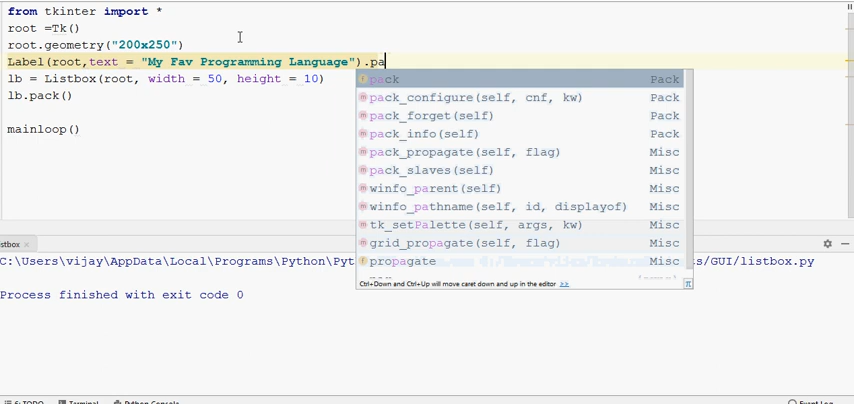 from tkinter import *
root =Tk()
root.geometry("200x250")
Label(root,text = "My Fav Programming Language").pa
lb = Listbox(root, width = 50, height = 10)
lb.pack()
mainloop()
pack Pack
pack_configure(self, cnf, kw) Pack
pack_forget(self) Pack
pack_info(self) Pack
pack_propagate(self, flag) Misc
pack_slaves(self) Misc
winfo_parent(self) Misc
winfo_pathname(self, id, displayof) Misc
tk_setPalette(self, args, kw) Misc
grid_propagate(self, flag) Misc
propagate Misc
Ctrl+Down and Ctrl+Up will move caret down and up in the editor >> π
stbox ×
C:\Users\vijay\AppData\Local\Programs\Python\Pyt s/GUI/listbox.py
Process finished with exit code 0
6: TODO Terminal Python Console Event Log